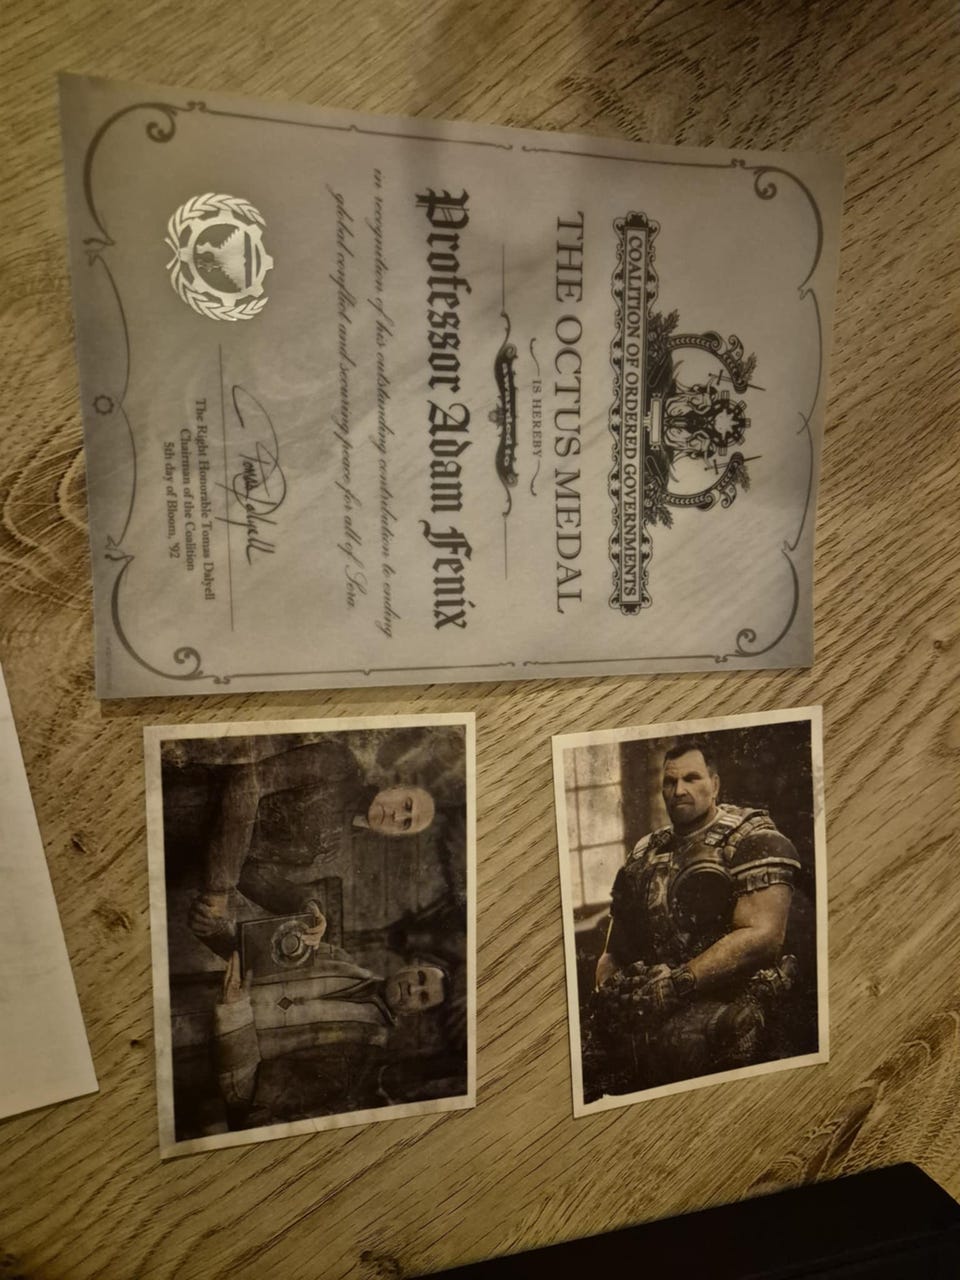 COALITION OF ORDERED GOVERNMENTS
THE OCTUS MEDAL
IS HEREBY
awarded to
Professor Adam Fenix
in recognition of his outstanding contribution to ending
global conflict and securing peace for all of Sera.
The Right Honorable Tomas Dalyell
Chairman of the Coalition
5th day of Bloom, '92